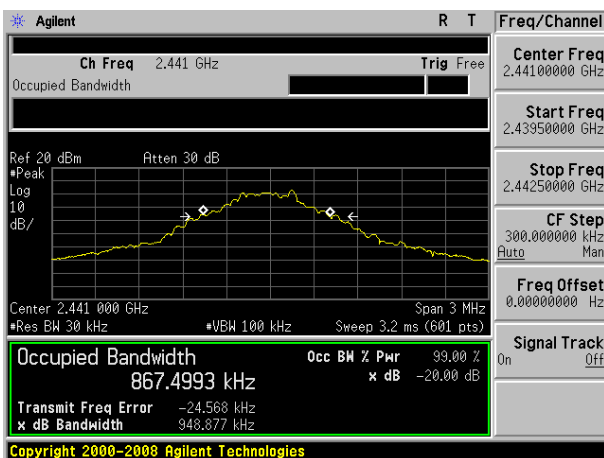 Agilent R T Freq/Channel
Ch Freq 2.441 GHz Trig Free
Occupied Bandwidth
Center Freq
2.44100000 GHz
Start Freq
2.43950000 GHz
Stop Freq
2.44250000 GHz
CF Step
300.000000 kHz
Auto Man
Freq Offset
0.00000000 Hz
Signal Track
On Off
Ref 20 dBm Atten 30 dB
#Peak
Log
10
dB/
Center 2.441 000 GHz Span 3 MHz
#Res BW 30 kHz #VBW 100 kHz Sweep 3.2 ms (601 pts)
Occupied Bandwidth Occ BW % Pwr 99.00 %
867.4993 kHz x dB -20.00 dB
Transmit Freq Error -24.568 kHz
x dB Bandwidth 948.877 kHz
Copyright 2000-2008 Agilent Technologies